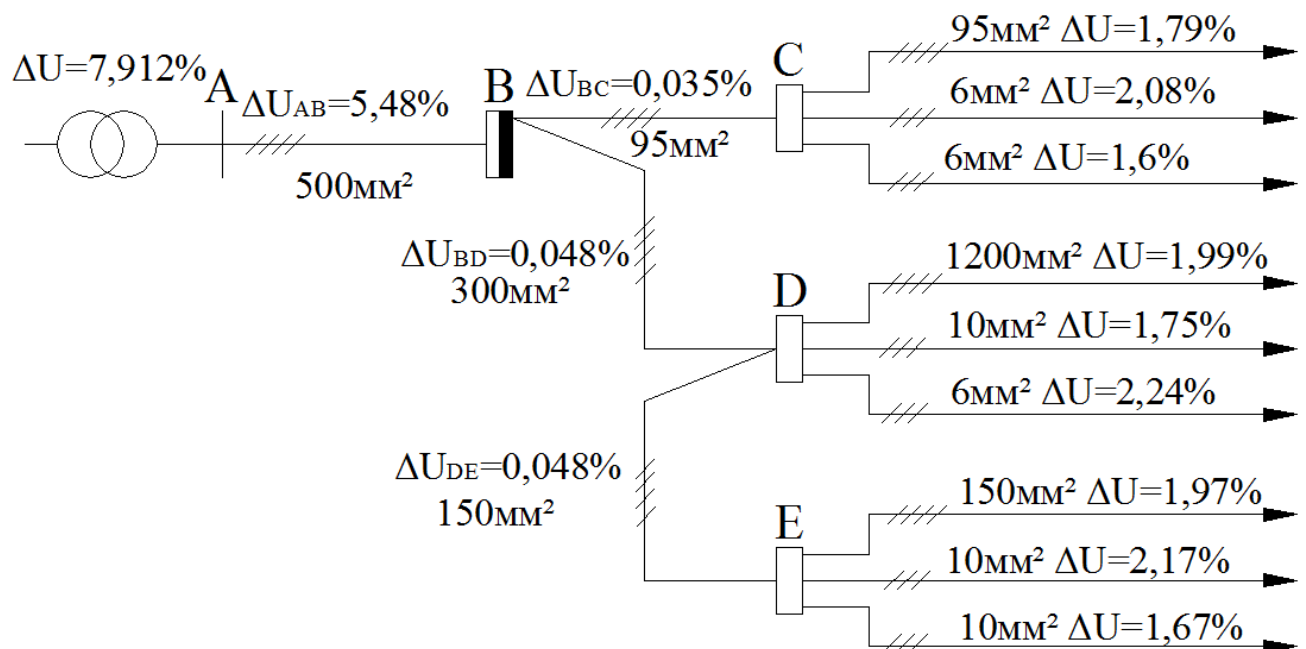 ΔU=7,912%
A
ΔUAB=5,48%
500мм²
B
ΔUBC=0,035%
95мм²
C
95мм² ΔU=1,79%
6мм² ΔU=2,08%
6мм² ΔU=1,6%
ΔUBD=0,048%
300мм²
D
1200мм² ΔU=1,99%
10мм² ΔU=1,75%
6мм² ΔU=2,24%
ΔUDE=0,048%
150мм²
E
150мм² ΔU=1,97%
10мм² ΔU=2,17%
10мм² ΔU=1,67%